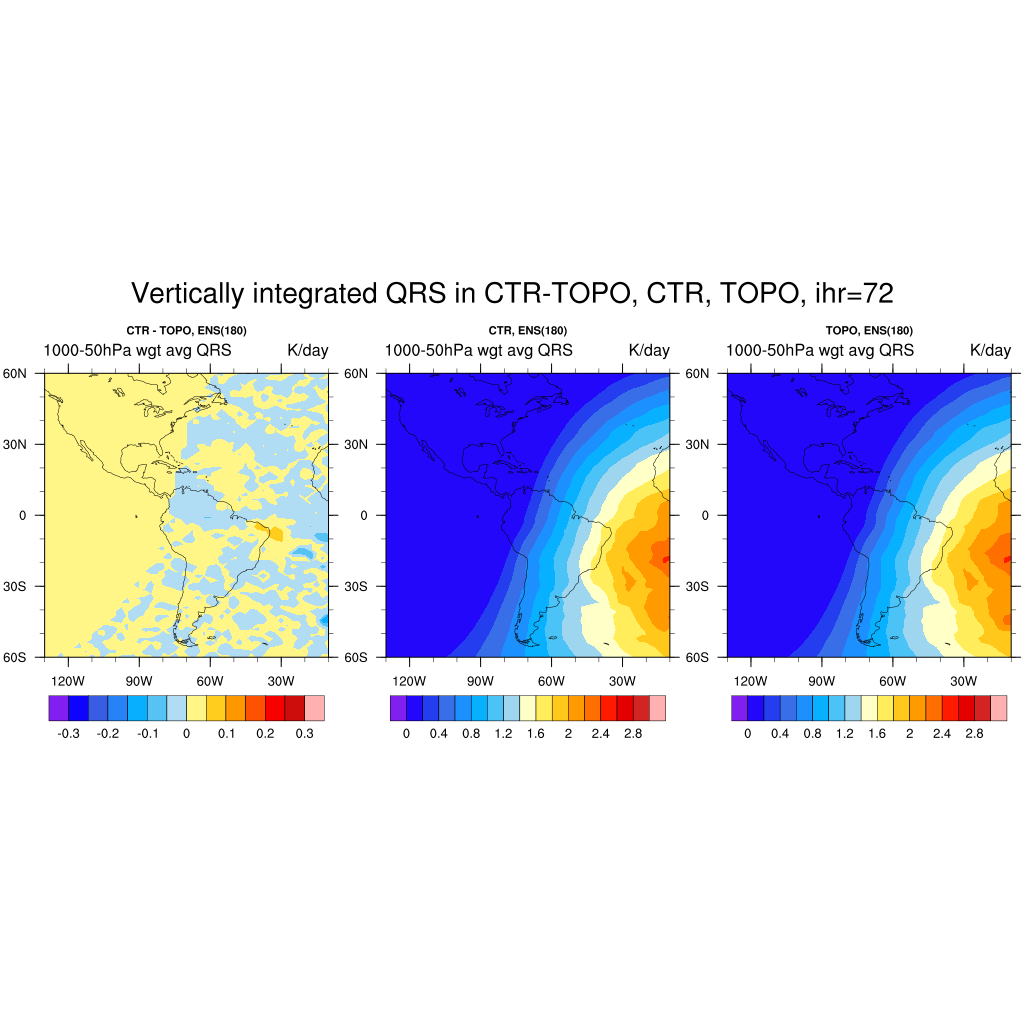 Vertically integrated QRS in CTR-TOPO, CTR, TOPO, ihr=72
CTR - TOPO, ENS(180)
1000-50hPa wgt avg QRS K/day
60N
30N
0
30S
60S
120W 90W 60W 30W
-0.3 -0.2 -0.1 0 0.1 0.2 0.3
CTR, ENS(180)
1000-50hPa wgt avg QRS K/day
60N
30N
0
30S
60S
120W 90W 60W 30W
0 0.4 0.8 1.2 1.6 2 2.4 2.8
TOPO, ENS(180)
1000-50hPa wgt avg QRS K/day
60N
30N
0
30S
60S
120W 90W 60W 30W
0 0.4 0.8 1.2 1.6 2 2.4 2.8